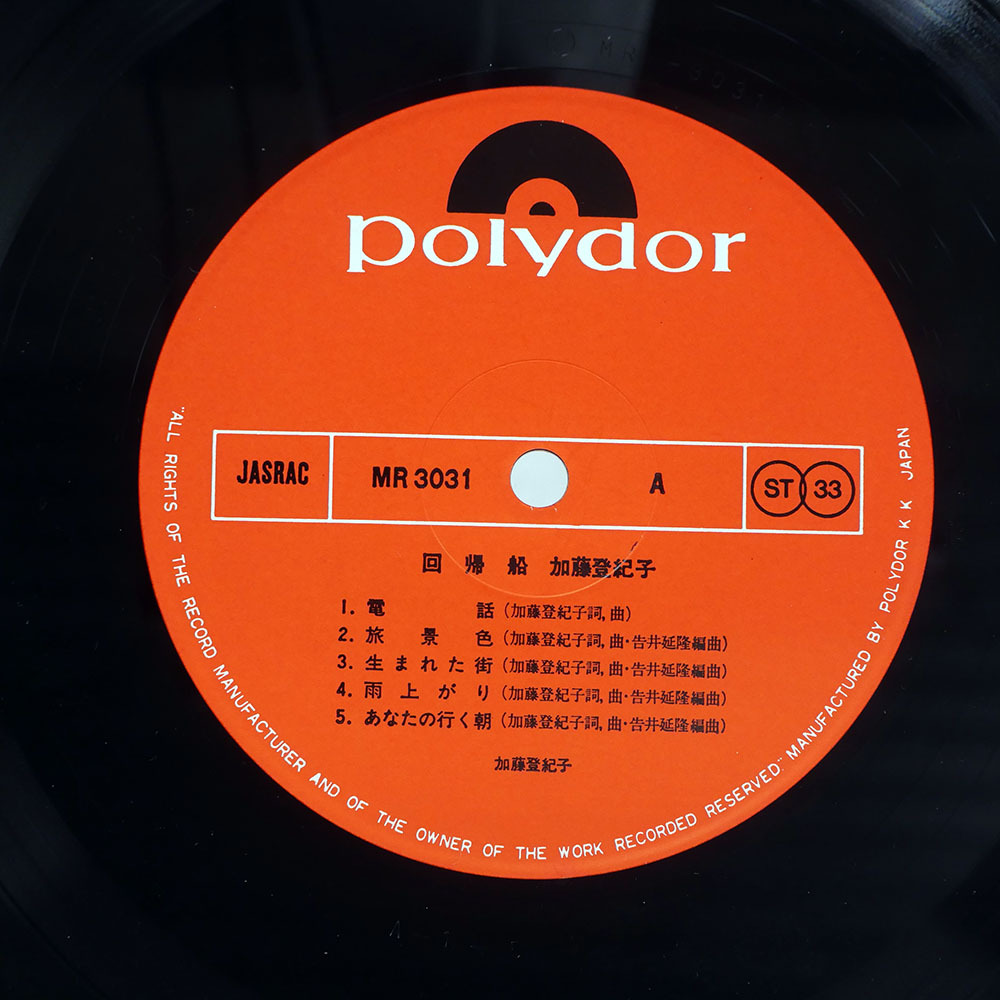 MR 3031
polydor
JASRAC
MR 3031
A
ST 33
回帰船 加藤登紀子
1. 電話 (加藤登紀子詞, 曲)
2. 旅景色 (加藤登紀子詞, 曲・告井延隆編曲)
3. 生まれた街 (加藤登紀子詞, 曲・告井延隆編曲)
4. 雨上がり (加藤登紀子詞, 曲・告井延隆編曲)
5. あなたの行く朝 (加藤登紀子詞, 曲・告井延隆編曲)
加藤登紀子
"ALL RIGHTS OF THE RECORD MANUFACTURER AND OF THE OWNER OF THE WORK RECORDED RESERVED" MANUFACTURED BY POLYDOR K K JAPAN